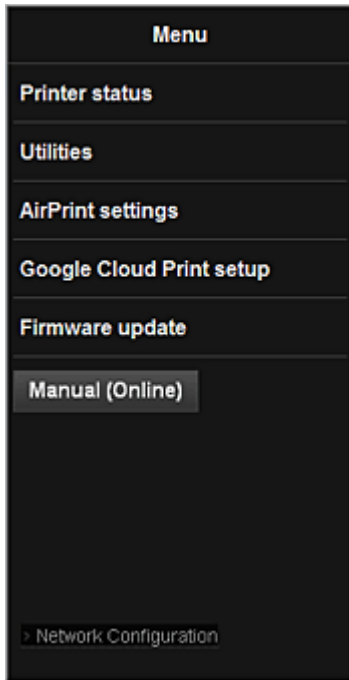 Menu
Printer status
Utilities
AirPrint settings
Google Cloud Print setup
Firmware update
Manual (Online)
> Network Configuration